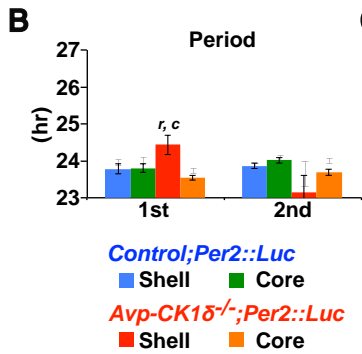 B
Period
(hr)
27
26
25
24
23
r, c
1st 2nd
Control;Per2::Luc
Shell Core
Avp-CK1δ-/-;Per2::Luc
Shell Core